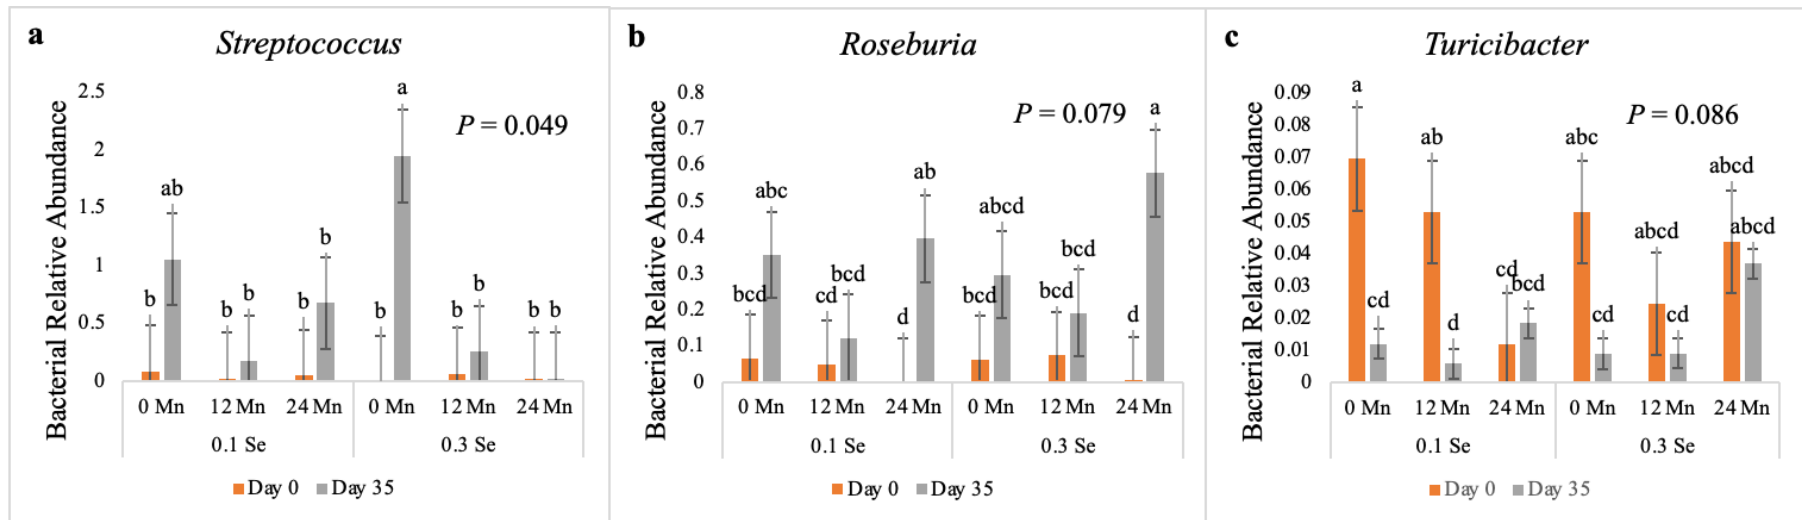 a
Streptococcus
P = 0.049
Bacterial Relative Abundance
2.5
2
1.5
1
0.5
0
b ab b b b b b a b b b b
0 Mn 12 Mn 24 Mn 0 Mn 12 Mn 24 Mn
0.1 Se 0.3 Se
Day 0 Day 35
b
Roseburia
P = 0.079
Bacterial Relative Abundance
0.8
0.7
0.6
0.5
0.4
0.3
0.2
0.1
0
bcd abc cd bcd d ab bcd abcd bcd bcd d a
0 Mn 12 Mn 24 Mn 0 Mn 12 Mn 24 Mn
0.1 Se 0.3 Se
Day 0 Day 35
c
Turicibacter
P = 0.086
Bacterial Relative Abundance
0.09
0.08
0.07
0.06
0.05
0.04
0.03
0.02
0.01
0
a cd ab d cd bcd abc cd abcd cd abcd abcd
0 Mn 12 Mn 24 Mn 0 Mn 12 Mn 24 Mn
0.1 Se 0.3 Se
Day 0 Day 35